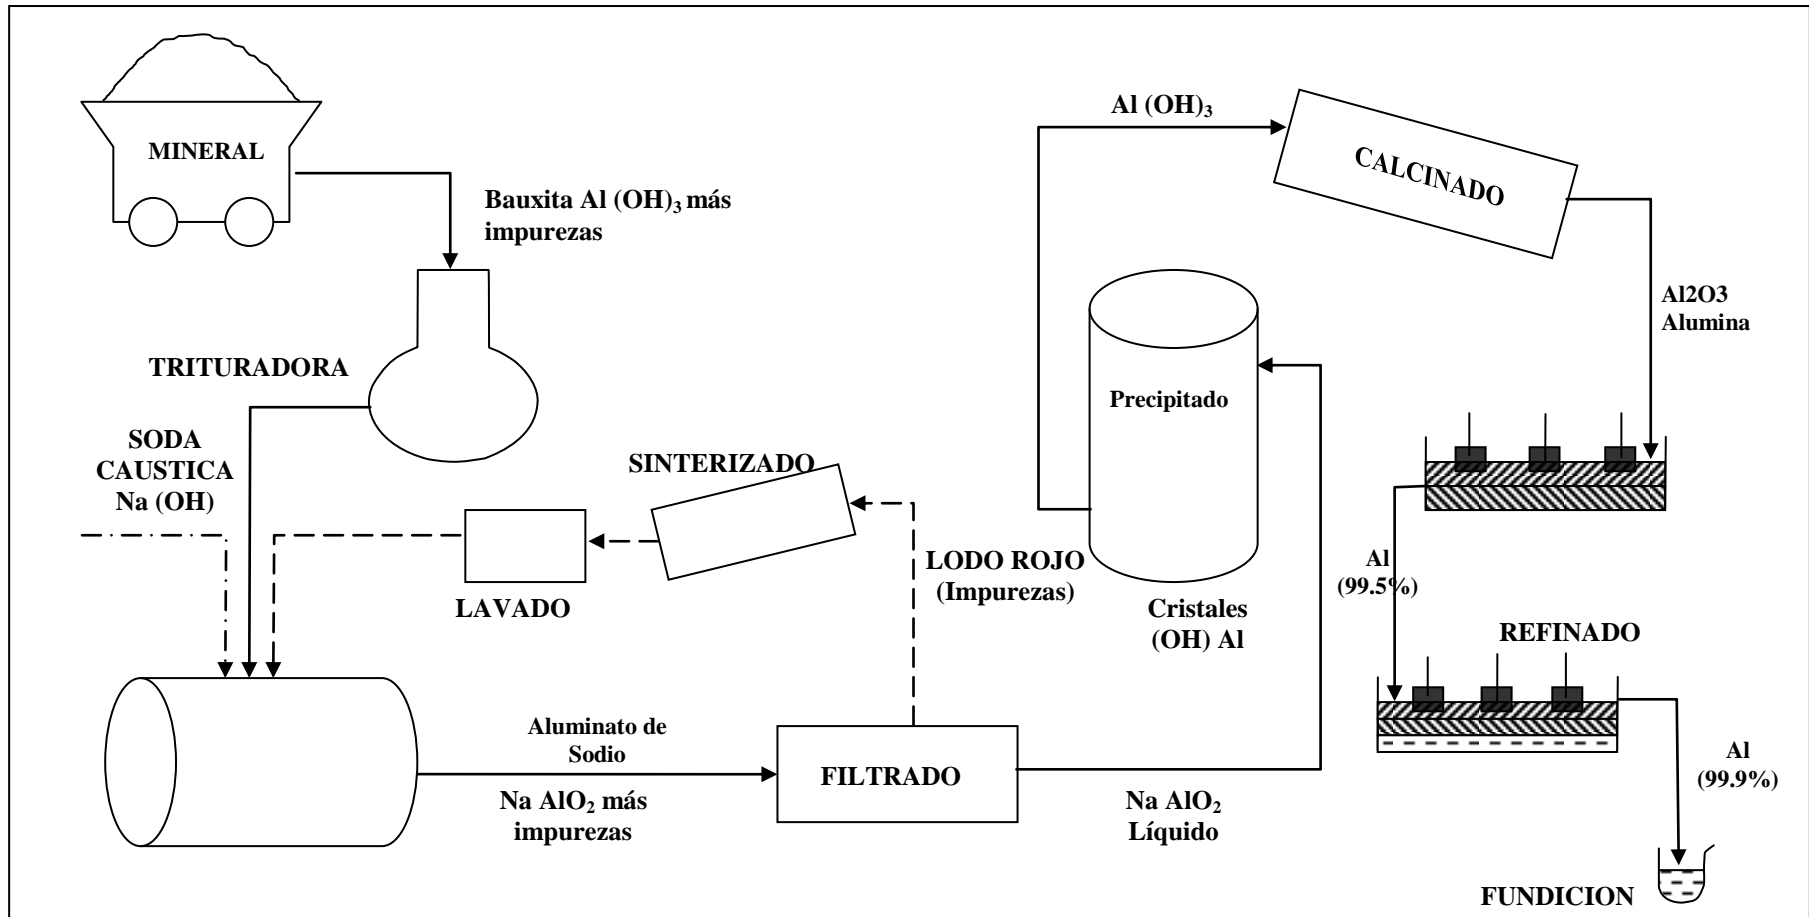 MINERAL
Bauxita Al (OH)₃ más
impurezas
TRITURADORA
SODA
CAUSTICA
Na (OH)
SINTERIZADO
LAVADO
LODO ROJO
(Impurezas)
Aluminato de
Sodio
Na AlO₂ más
impurezas
FILTRADO
Na AlO₂
Líquido
Precipitado
Cristales
(OH) Al
Al (OH)₃
CALCINADO
Al2O3
Alumina
Al
(99.5%)
REFINADO
Al
(99.9%)
FUNDICION